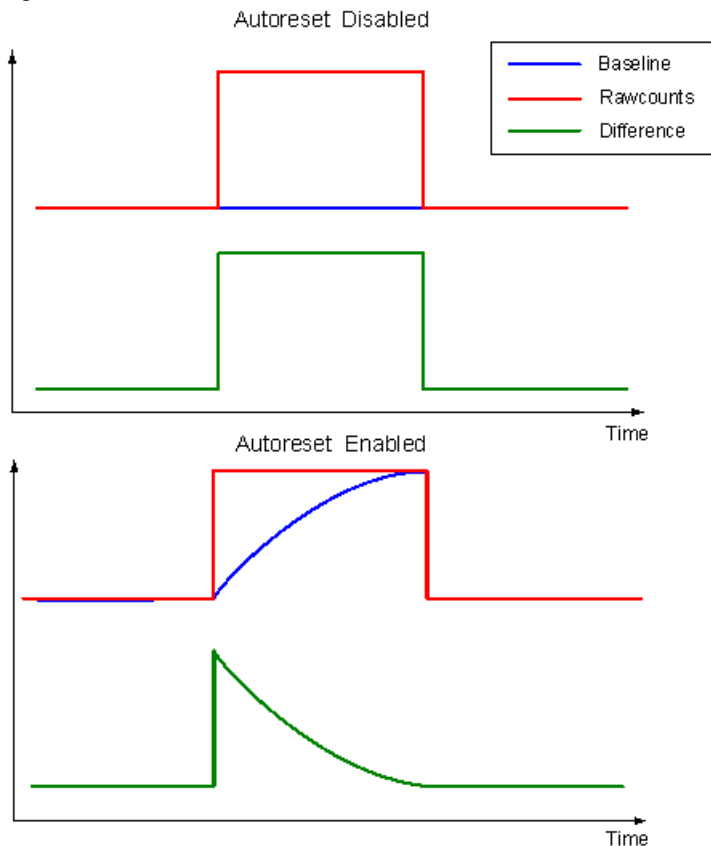 Autoreset Disabled
Baseline
Rawcounts
Difference
Time
Autoreset Enabled
Time